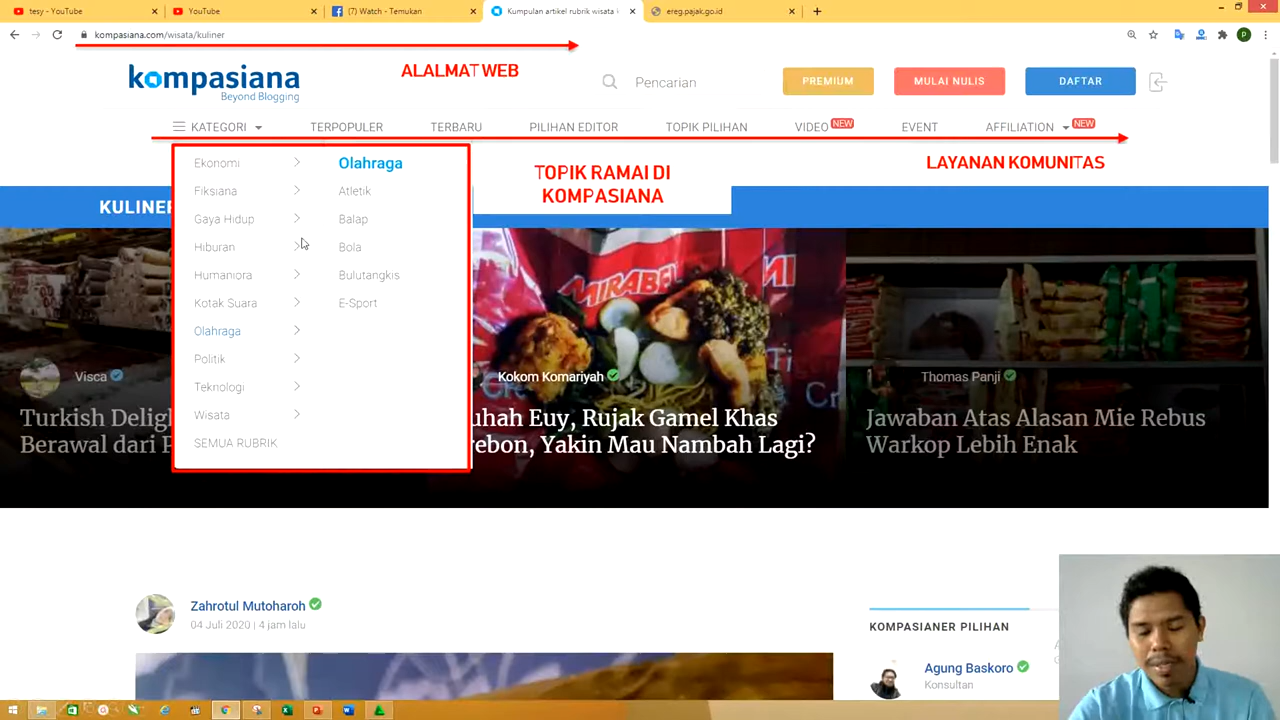 tesy - YouTube
YouTube
(7) Watch - Temukan
Kumpulan artikel rubrik wisata
ereg.pajak.go.id
kompasiana.com/wisata/kuliner
P
ALALMAT WEB
kompasiana
Beyond Blogging
Pencarian
PREMIUM
MULAI NULIS
DAFTAR
KATEGORI
TERPOPULER
TERBARU
PILIHAN EDITOR
TOPIK PILIHAN
VIDEO NEW
EVENT
AFFILIATION NEW
LAYANAN KOMUNITAS
TOPIK RAMAI DI
KOMPASIANA
KULINER
Ekonomi
Fiksiana
Gaya Hidup
Hiburan
Humaniora
Kotak Suara
Olahraga
Politik
Teknologi
Wisata
SEMUA RUBRIK
Olahraga
Atletik
Balap
Bola
Bulutangkis
E-Sport
MIRABEL
Visca
Turkish Deligh
Berawal dari P
Kokom Komariyah
uhah Euy, Rujak Gamel Khas
rebon, Yakin Mau Nambah Lagi?
Thomas Panji
Jawaban Atas Alasan Mie Rebus
Warkop Lebih Enak
Zahrotul Mutoharoh
04 Juli 2020 | 4 jam lalu
KOMPASIANER PILIHAN
Agung Baskoro
Konsultan